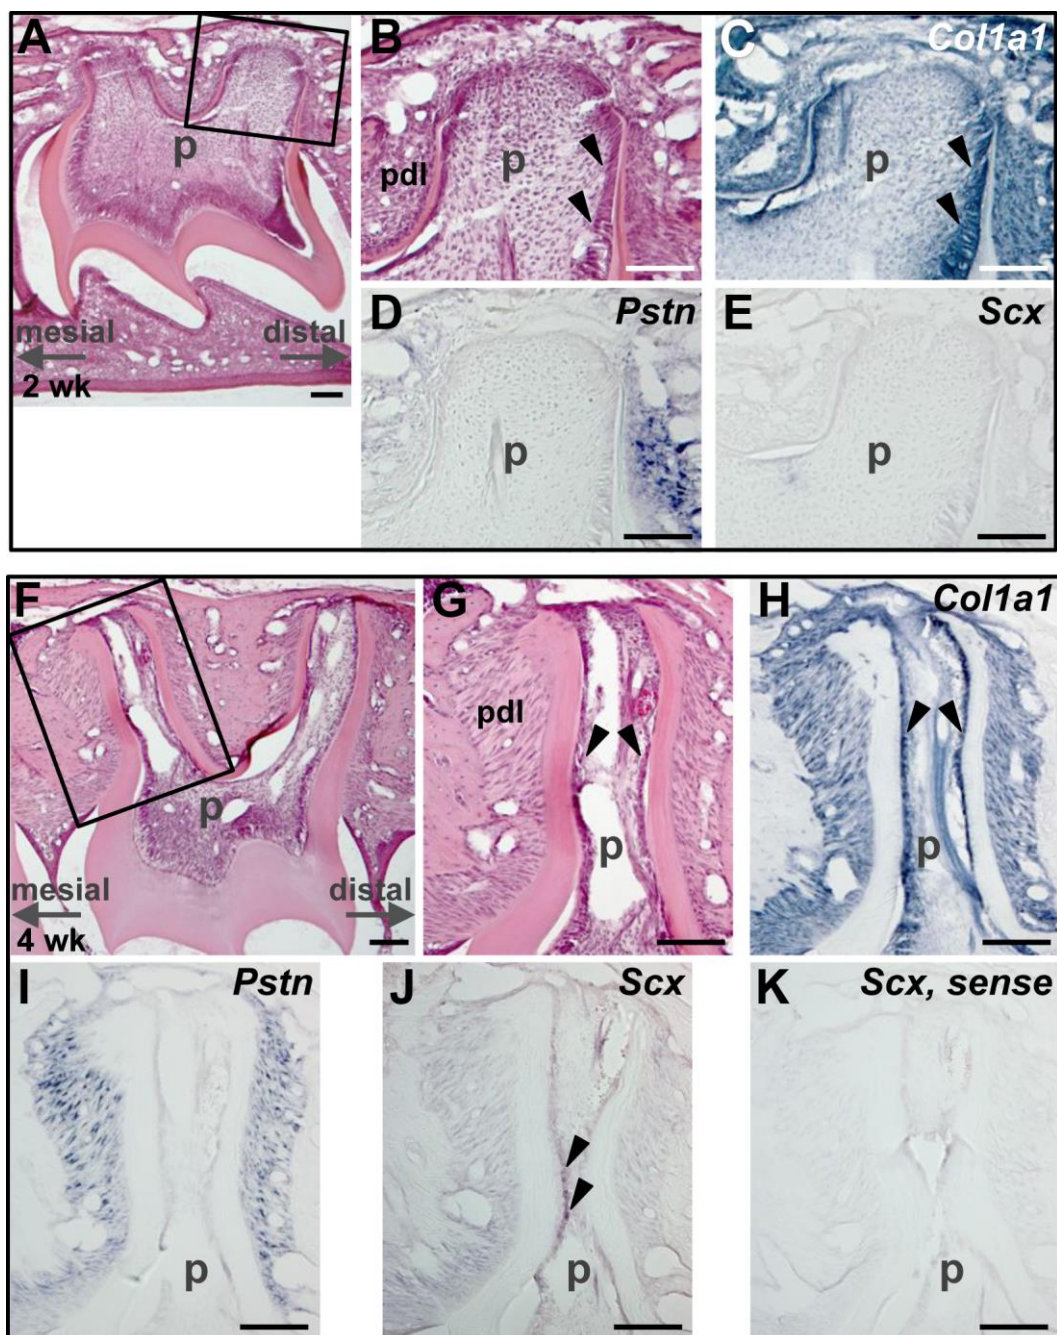 A
p
mesial
distal
2 wk
B
pdl
p
C
Col1a1
p
D
Pstn
p
E
Scx
p
F
p
mesial
distal
4 wk
G
pdl
p
H
Col1a1
p
I
Pstn
p
J
Scx
p
K
Scx, sense
p